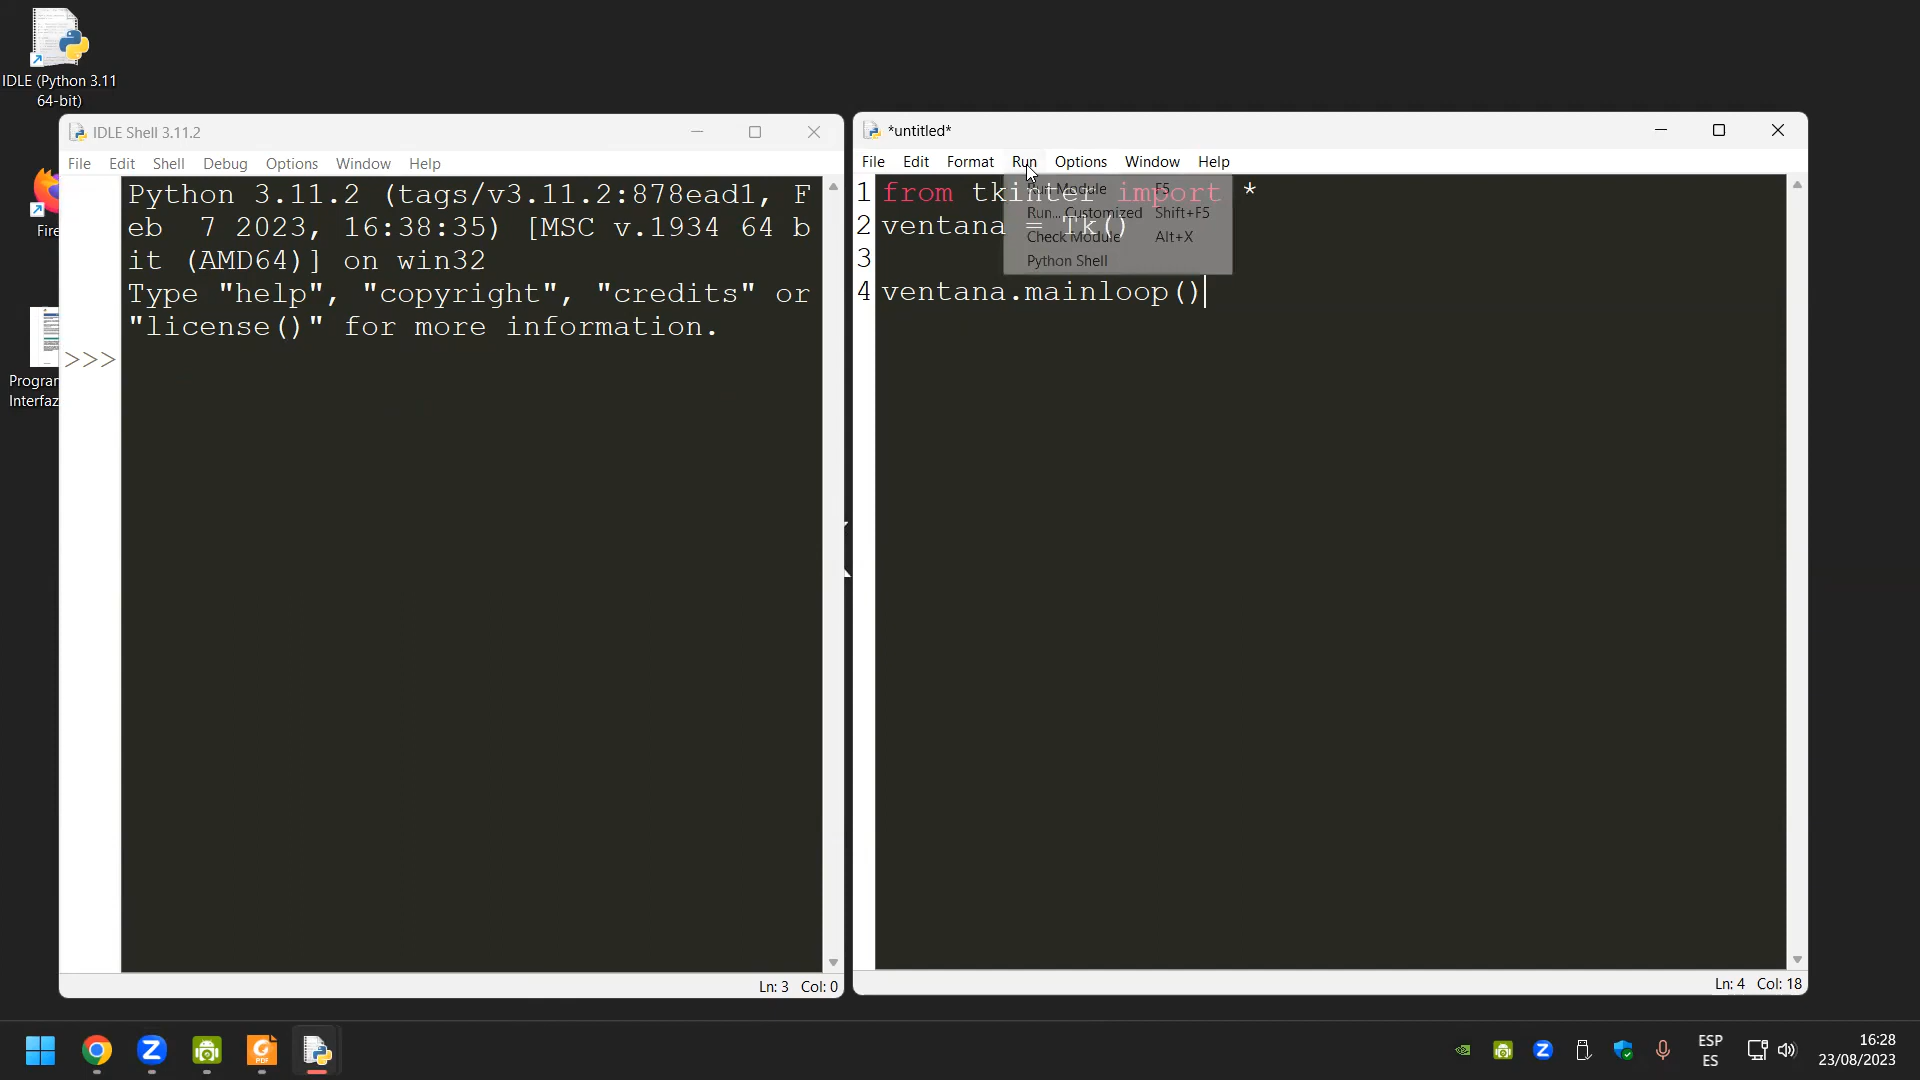 IDLE (Python 3.11
64-bit)
Fire
Progran
Interfaz
IDLE Shell 3.11.2
File Edit Shell Debug Options Window Help
Python 3.11.2 (tags/v3.11.2:878ead1, F
eb  7 2023, 16:38:35) [MSC v.1934 64 b
it (AMD64)] on win32
Type "help", "copyright", "credits" or
"license()" for more information.
>>>
Ln: 3 Col: 0
*untitled*
File Edit Format Run Options Window Help
1 from tkinter import *
2 ventana = Tk()
3
4 ventana.mainloop()
Run Module F5
Run... Customized Shift+F5
Check Module Alt+X
Python Shell
Ln: 4 Col: 18
Z
PDF
Z
ESP
ES
16:28
23/08/2023